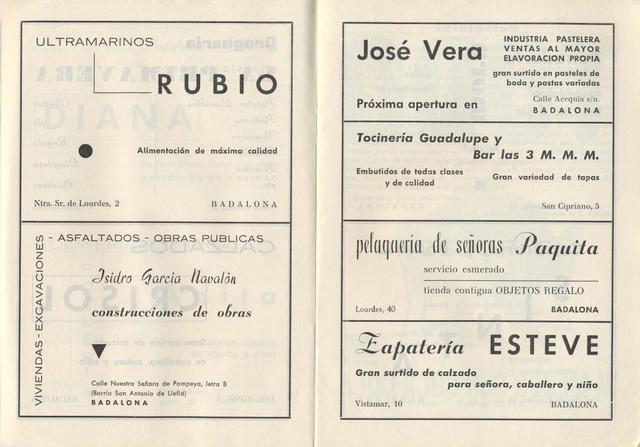 ULTRAMARINOS
RUBIO
Alimentación de máxima calidad
Ntra. Sr. de Lourdes, 2 BADALONA
VIVIENDAS - EXCAVACIONES - ASFALTADOS - OBRAS PUBLICAS
Isidro García Navalón
construcciones de obras
Calle Nuestra Señora de Pompeya, letra B
(Barrio San Antonio de Llefiá)
BADALONA
José Vera
INDUSTRIA PASTELERA
VENTAS AL MAYOR
ELAVORACION PROPIA
gran surtido en pasteles de
boda y pastas variadas
Próxima apertura en
Calle Acequia s/n.
BADALONA
Tocinería Guadalupe y
Bar las 3 M. M. M.
Embutidos de todas clases
y de calidad
Gran variedad de tapas
San Cipriano, 5
pelaqueria de señoras Paquita
servicio esmerado
tienda contigua OBJETOS REGALO
Lourdes, 40 BADALONA
Zapatería ESTEVE
Gran surtido de calzado
para señora, caballero y niño
Vistamar, 10 BADALONA